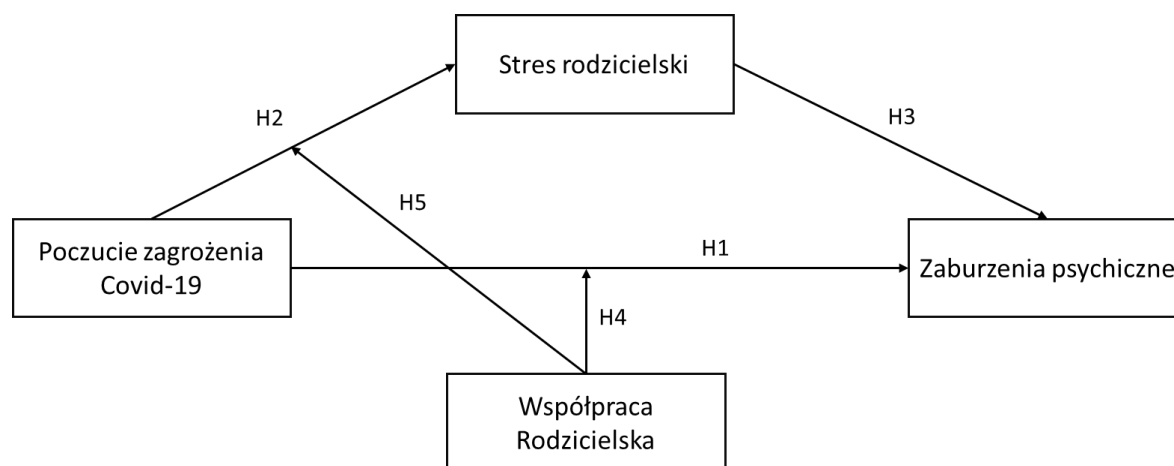 Stres rodzicielski
H2
H3
H5
Poczucie zagrożenia
Covid-19
H1
Zaburzenia psychiczne
H4
Współpraca
Rodzicielska